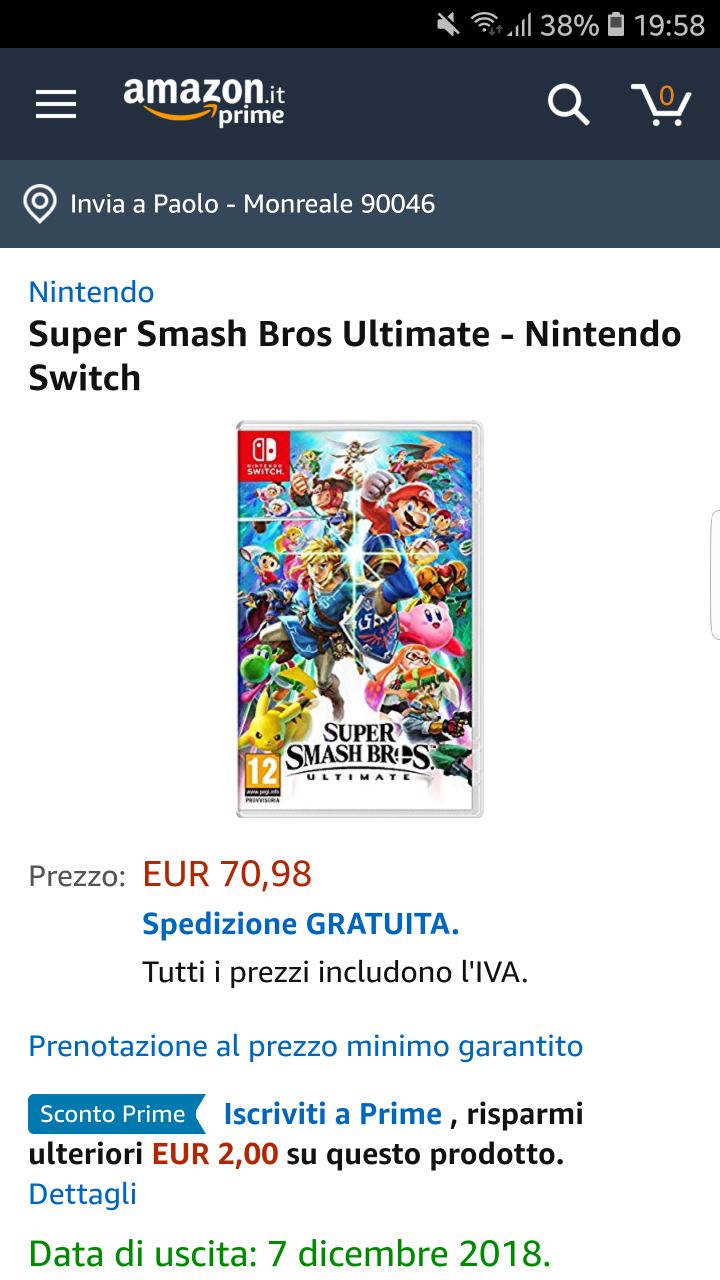 38% 19:58
amazon.it
prime
0
Invia a Paolo - Monreale 90046
Nintendo
Super Smash Bros Ultimate - Nintendo
Switch
NINTENDO
SWITCH.
SUPER
SMASH BROS.™
ULTIMATE
12
www.pegi.info
PROVVISORIA
Prezzo: EUR 70,98
Spedizione GRATUITA.
Tutti i prezzi includono l'IVA.
Prenotazione al prezzo minimo garantito
Sconto Prime Iscriviti a Prime , risparmi
ulteriori EUR 2,00 su questo prodotto.
Dettagli
Data di uscita: 7 dicembre 2018.